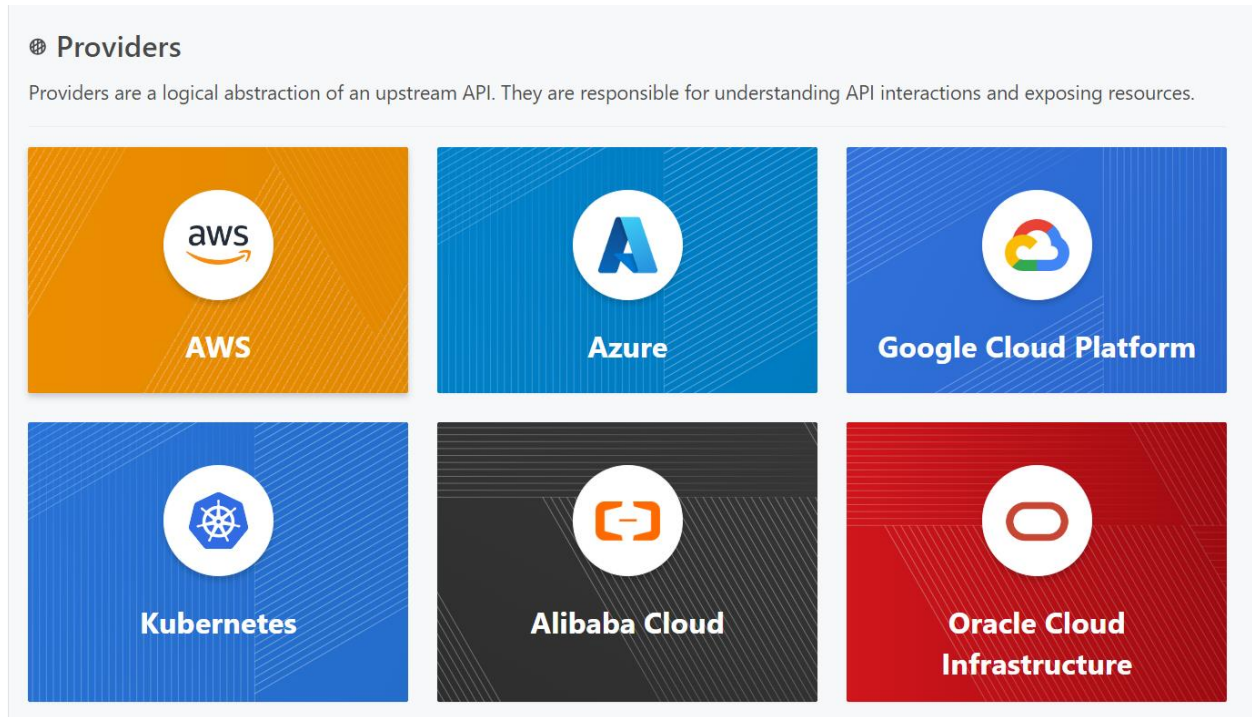 Providers
Providers are a logical abstraction of an upstream API. They are responsible for understanding API interactions and exposing resources.
aws
AWS
Azure
Google Cloud Platform
Kubernetes
Alibaba Cloud
Oracle Cloud
Infrastructure